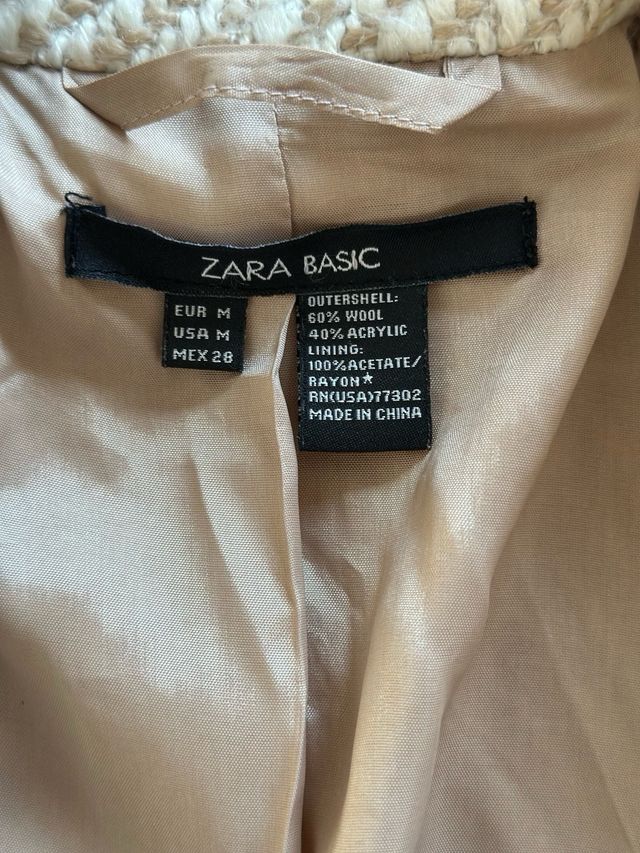 ZARA BASIC
EUR M
USA M
MEX 28
OUTERSHELL:
60% WOOL
40% ACRYLIC
LINING:
100%ACETATE/
RAYON*
RN(USA)77302
MADE IN CHINA